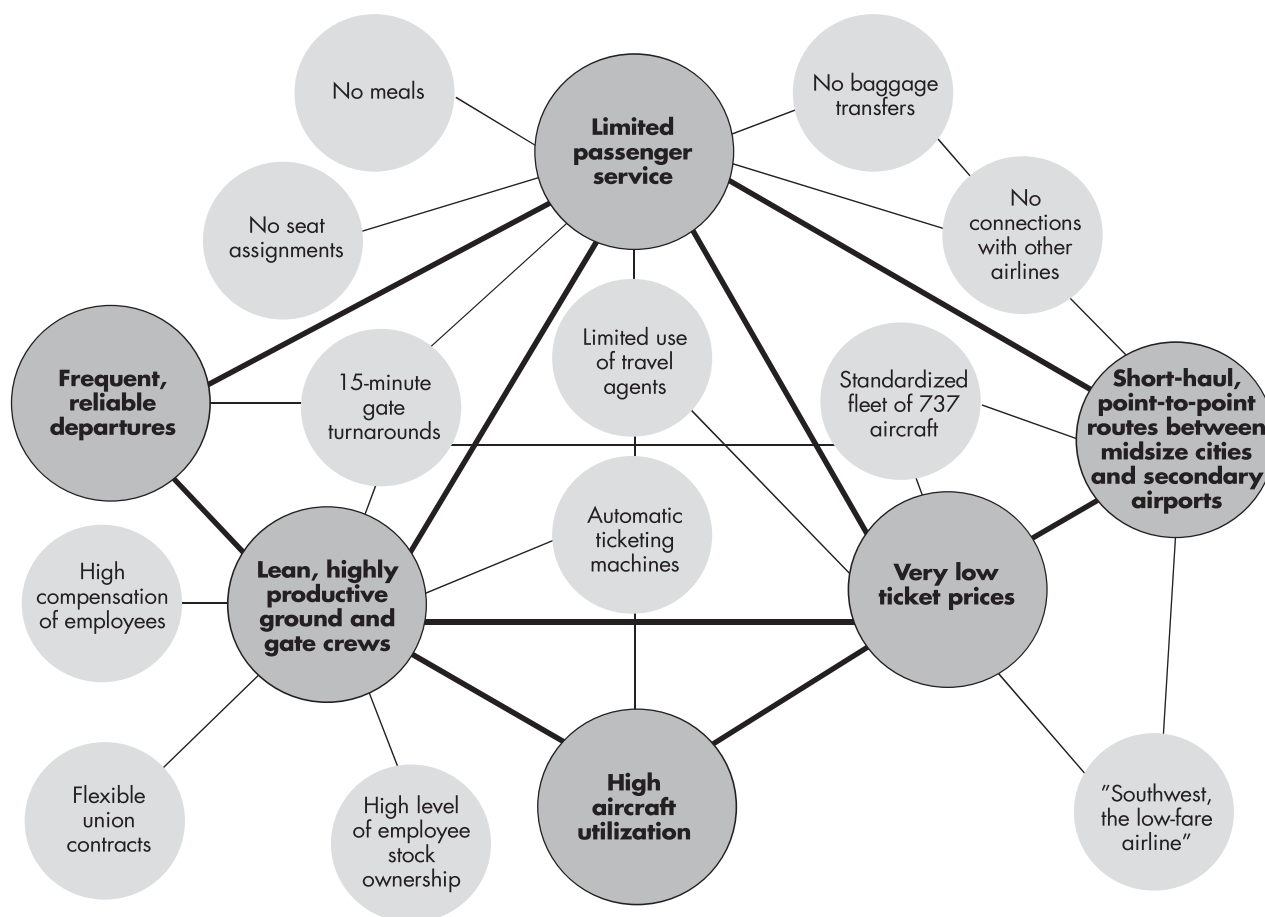 No meals
Limited
passenger
service
No baggage
transfers
No seat
assignments
No
connections
with other
airlines
Frequent,
reliable
departures
15-minute
gate
turnarounds
Limited use
of travel
agents
Standardized
fleet of 737
aircraft
Short-haul,
point-to-point
routes between
midsize cities
and secondary
airports
High
compensation
of employees
Lean, highly
productive
ground and
gate crews
Automatic
ticketing
machines
Very low
ticket prices
Flexible
union
contracts
High level
of employee
stock
ownership
High
aircraft
utilization
”Southwest,
the low-fare
airline”